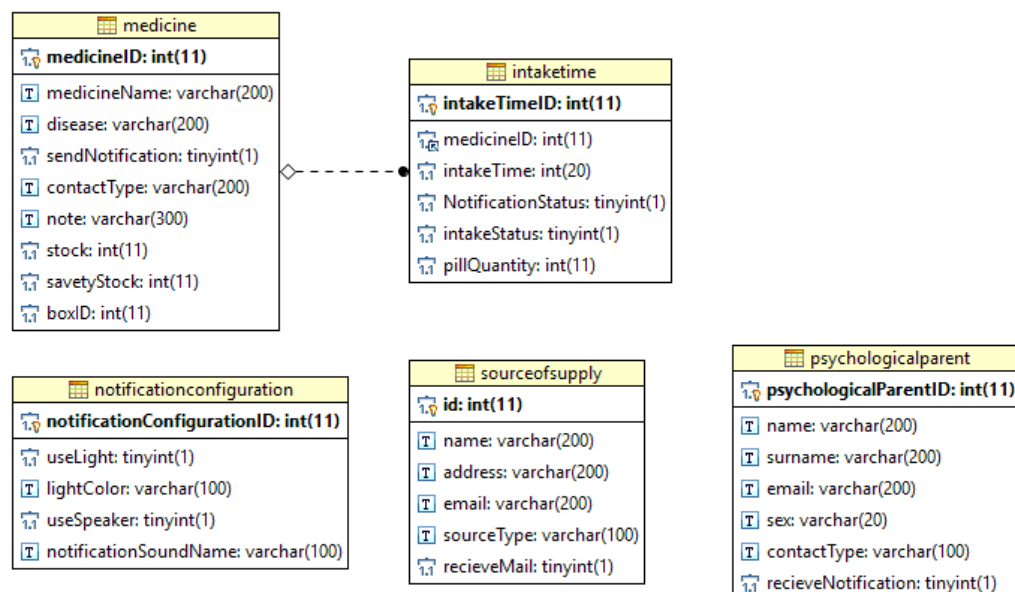 medicine
medicineID: int(11)
medicineName: varchar(200)
disease: varchar(200)
sendNotification: tinyint(1)
contactType: varchar(200)
note: varchar(300)
stock: int(11)
savetyStock: int(11)
boxID: int(11)
intaketime
intakeTimeID: int(11)
medicineID: int(11)
intakeTime: int(20)
NotificationStatus: tinyint(1)
intakeStatus: tinyint(1)
pillQuantity: int(11)
notificationconfiguration
notificationConfigurationID: int(11)
useLight: tinyint(1)
lightColor: varchar(100)
useSpeaker: tinyint(1)
notificationSoundName: varchar(100)
sourceofsupply
id: int(11)
name: varchar(200)
address: varchar(200)
email: varchar(200)
sourceType: varchar(100)
recieveMail: tinyint(1)
psychologicalparent
psychologicalParentID: int(11)
name: varchar(200)
surname: varchar(200)
email: varchar(200)
sex: varchar(20)
contactType: varchar(100)
recieveNotification: tinyint(1)